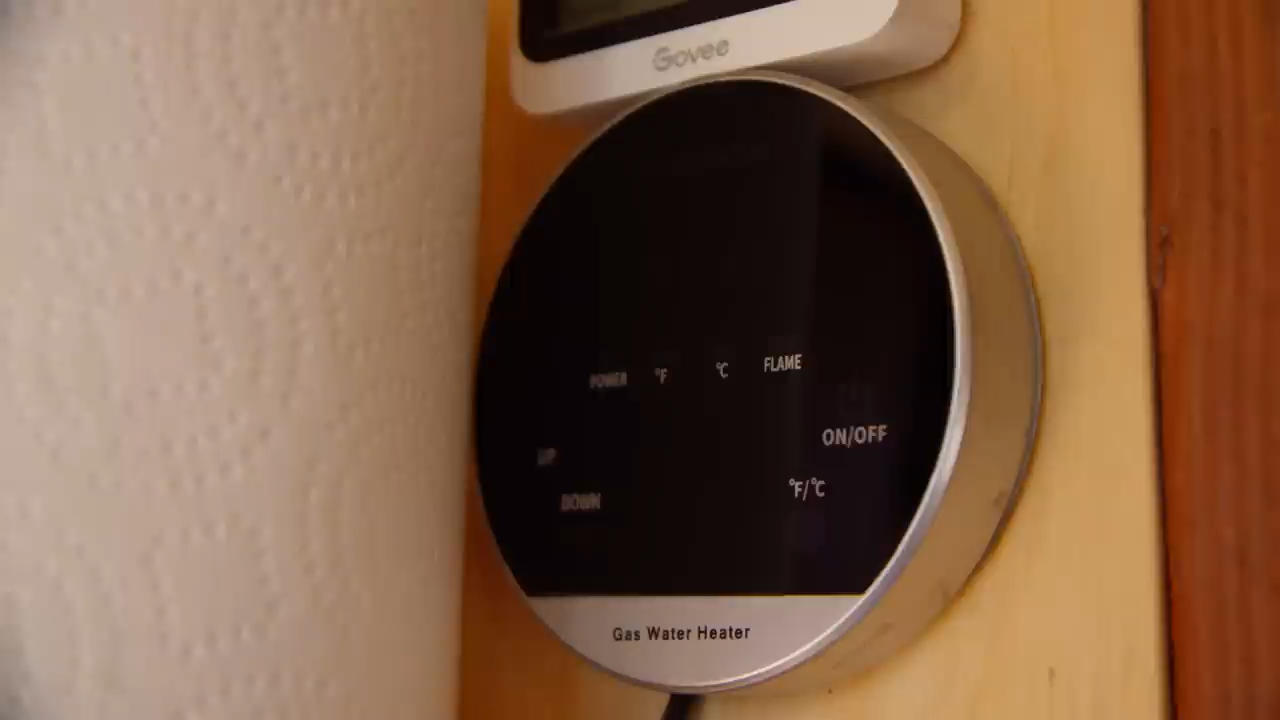 Govee
POWER °F °C FLAME
ON/OFF
UP
°F/°C
DOWN
Gas Water Heater